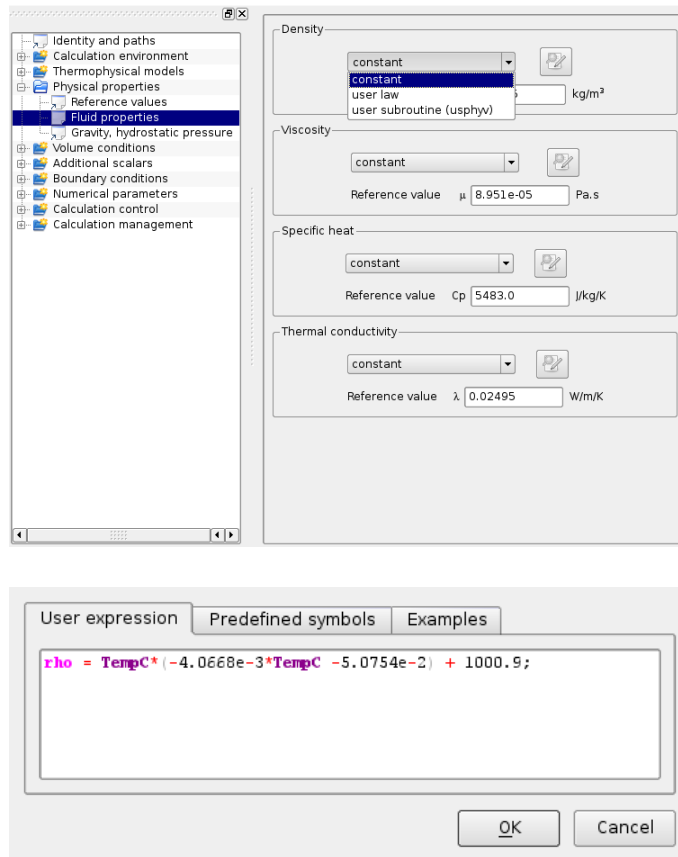 Identity and paths
Calculation environment
Thermophysical models
Physical properties
Reference values
Fluid properties
Gravity, hydrostatic pressure
Volume conditions
Additional scalars
Boundary conditions
Numerical parameters
Calculation control
Calculation management
Density
constant
constant
user law
user subroutine (usphyv)
kg/m³
Viscosity
constant
Reference value μ 8.951e-05 Pa.s
Specific heat
constant
Reference value Cp 5483.0 J/kg/K
Thermal conductivity
constant
Reference value λ 0.02495 W/m/K
User expression Predefined symbols Examples
rho = TempC*(-4.0668e-3*TempC -5.0754e-2) + 1000.9;
OK Cancel